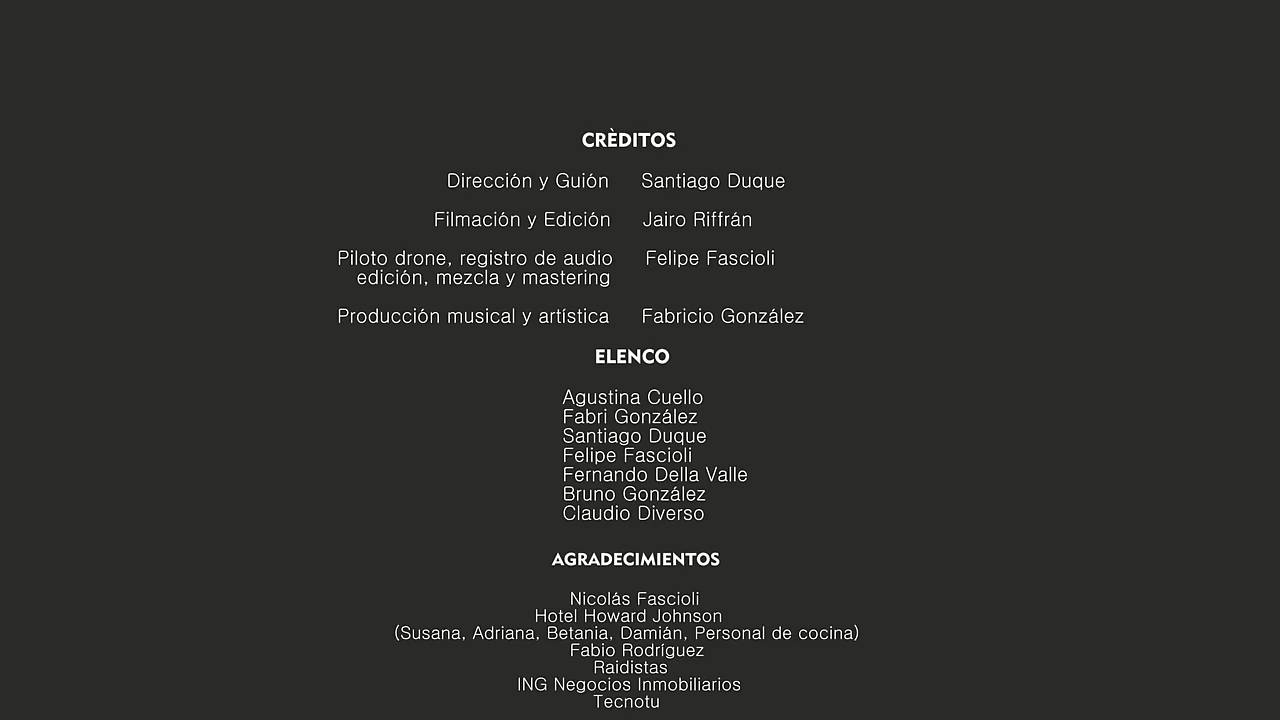 CRÈDITOS
Dirección y Guión Santiago Duque
Filmación y Edición Jairo Riffrán
Piloto drone, registro de audio Felipe Fascioli
edición, mezcla y mastering
Producción musical y artística Fabricio González
ELENCO
Agustina Cuello
Fabri González
Santiago Duque
Felipe Fascioli
Fernando Della Valle
Bruno González
Claudio Diverso
AGRADECIMIENTOS
Nicolás Fascioli
Hotel Howard Johnson
(Susana, Adriana, Betania, Damián, Personal de cocina)
Fabio Rodríguez
Raidistas
ING Negocios Inmobiliarios
Tecnotu